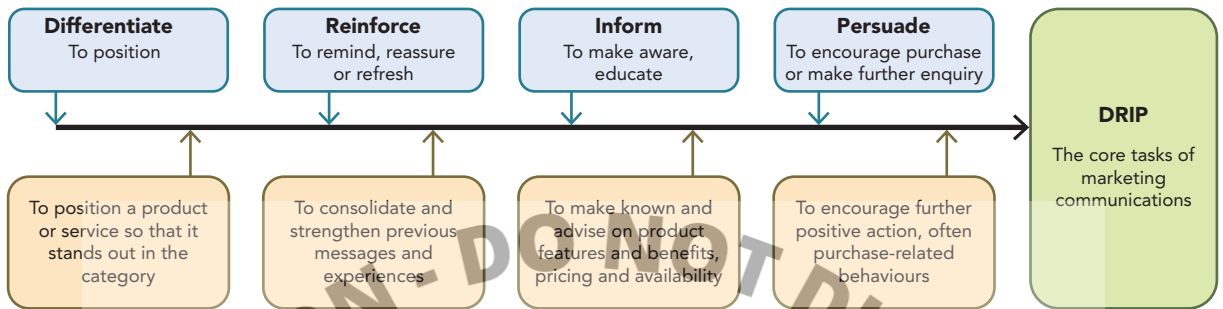 Differentiate
To position
Reinforce
To remind, reassure
or refresh
Inform
To make aware,
educate
Persuade
To encourage purchase
or make further enquiry
DRIP
The core tasks of
marketing
communications
To position a product
or service so that it
stands out in the
category
To consolidate and
strengthen previous
messages and
experiences
To make known and
advise on product
features and benefits,
pricing and availability
To encourage further
positive action, often
purchase-related
behaviours
- DO NOT